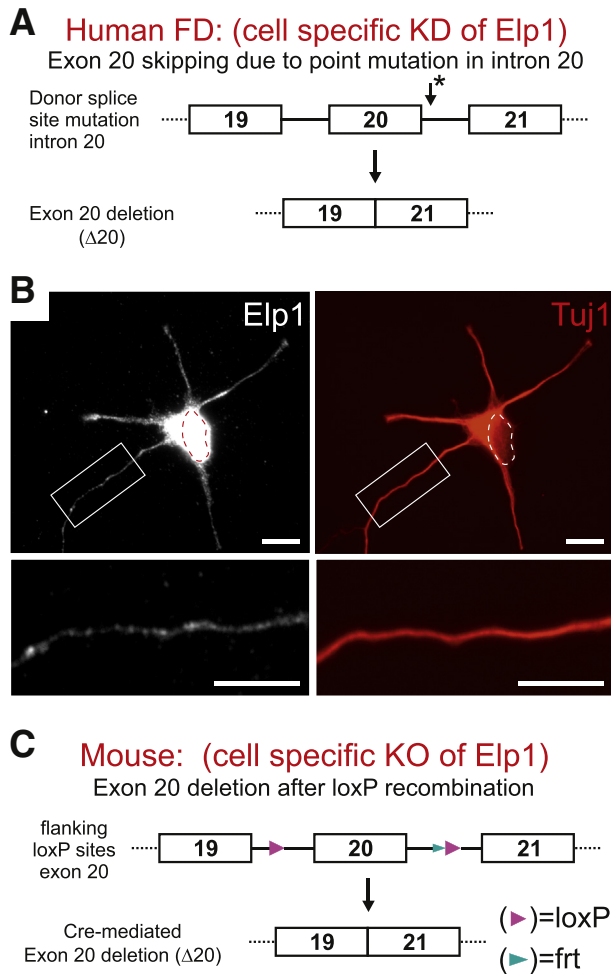 A
Human FD: (cell specific KD of Elp1)
Exon 20 skipping due to point mutation in intron 20
Donor splice
site mutation
intron 20
*
19 20 21
Exon 20 deletion
(Δ20)
19 21
B
Elp1
Tuj1
C
Mouse: (cell specific KO of Elp1)
Exon 20 deletion after loxP recombination
flanking
loxP sites
exon 20
19 20 21
Cre-mediated
Exon 20 deletion (Δ20)
19 21
( )=loxP
( )=frt